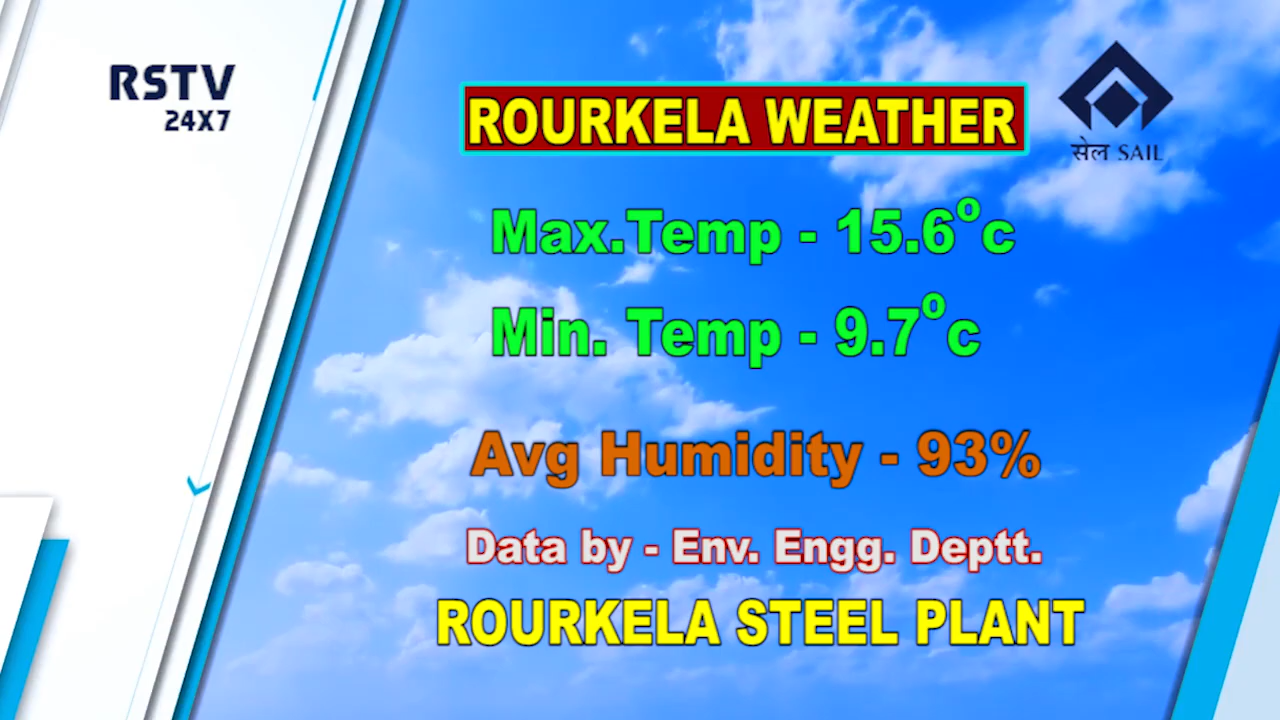 RSTV
24X7
ROURKELA WEATHER
सेल SAIL
Max.Temp - 15.6°c
Min. Temp - 9.7°c
Avg Humidity - 93%
Data by - Env. Engg. Deptt.
ROURKELA STEEL PLANT